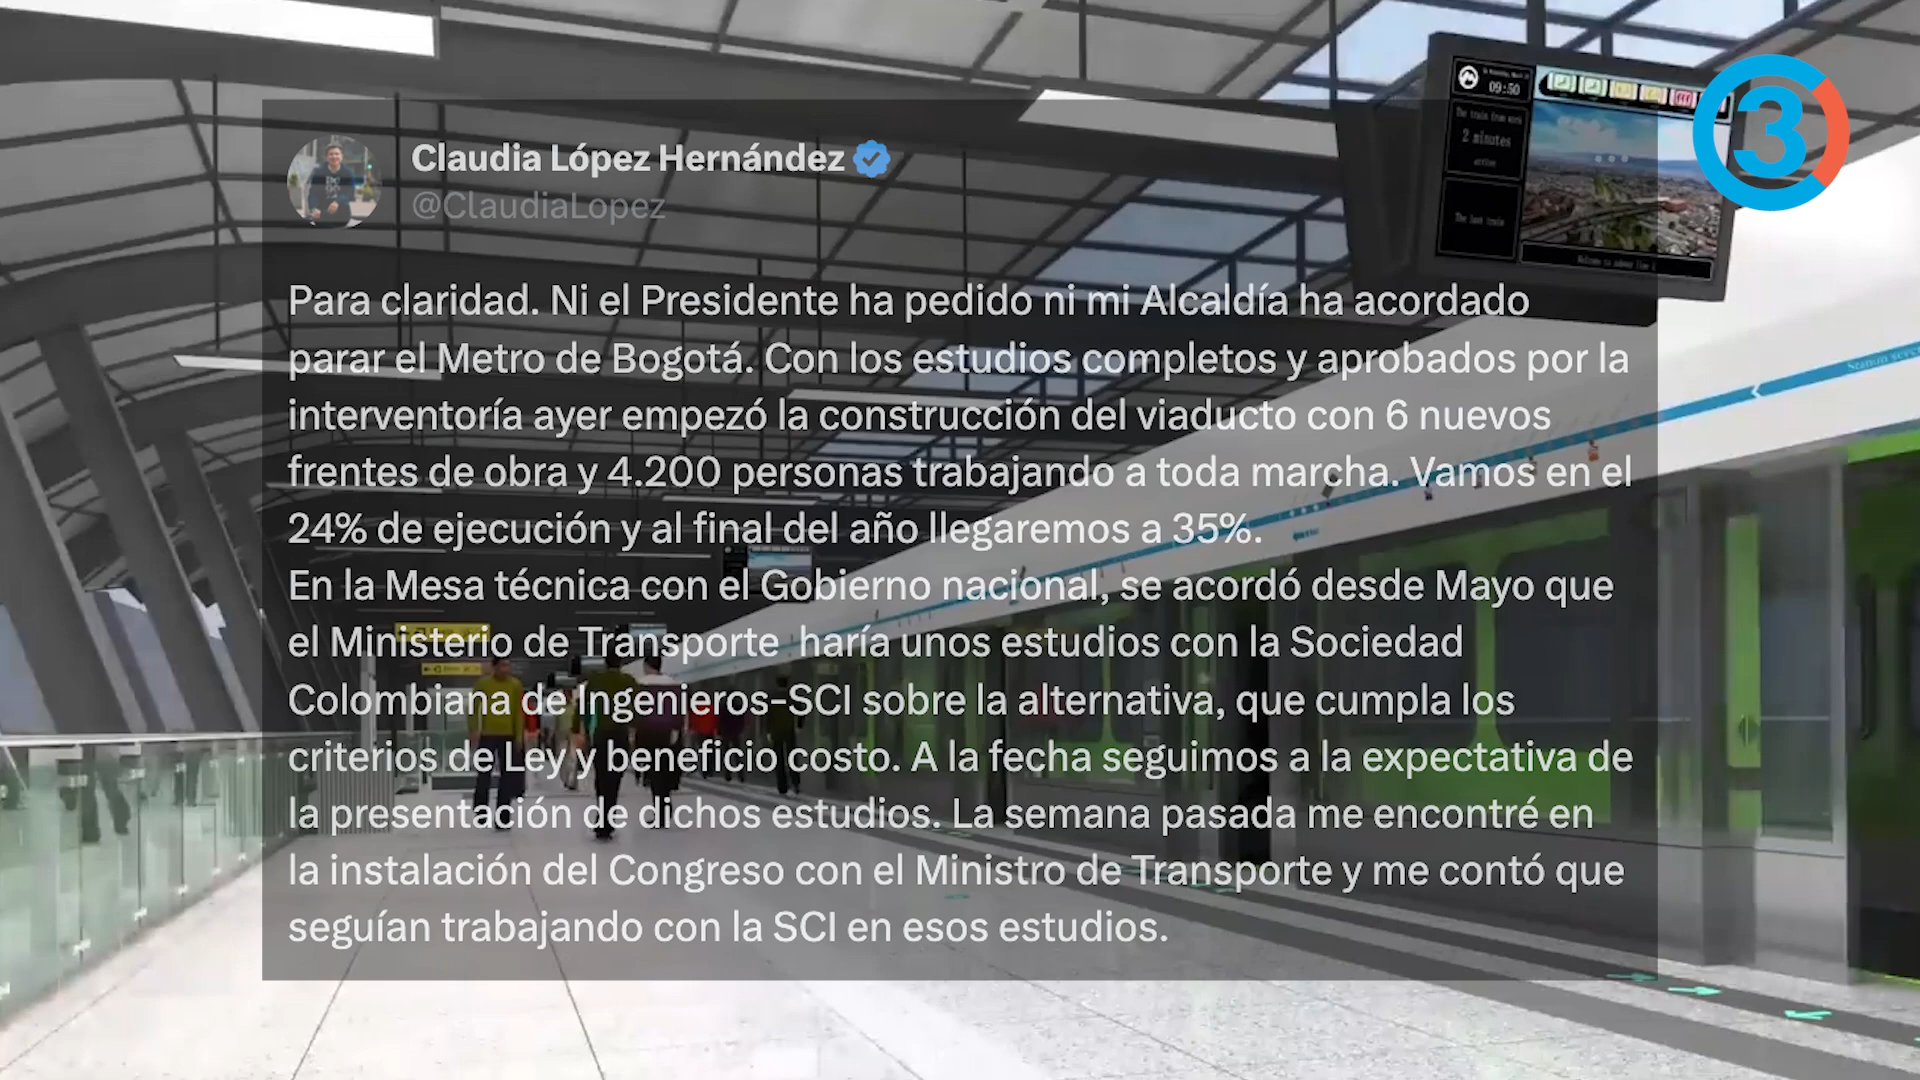 3
09:50
2 minutes
The last train
Claudia López Hernández
@ClaudiaLopez
Para claridad. Ni el Presidente ha pedido ni mi Alcaldía ha acordado
parar el Metro de Bogotá. Con los estudios completos y aprobados por la
interventoría ayer empezó la construcción del viaducto con 6 nuevos
frentes de obra y 4.200 personas trabajando a toda marcha. Vamos en el
24% de ejecución y al final del año llegaremos a 35%.
En la Mesa técnica con el Gobierno nacional, se acordó desde Mayo que
el Ministerio de Transporte haría unos estudios con la Sociedad
Colombiana de Ingenieros-SCI sobre la alternativa, que cumpla los
criterios de Ley y beneficio costo. A la fecha seguimos a la expectativa de
la presentación de dichos estudios. La semana pasada me encontré en
la instalación del Congreso con el Ministro de Transporte y me contó que
seguían trabajando con la SCI en esos estudios.